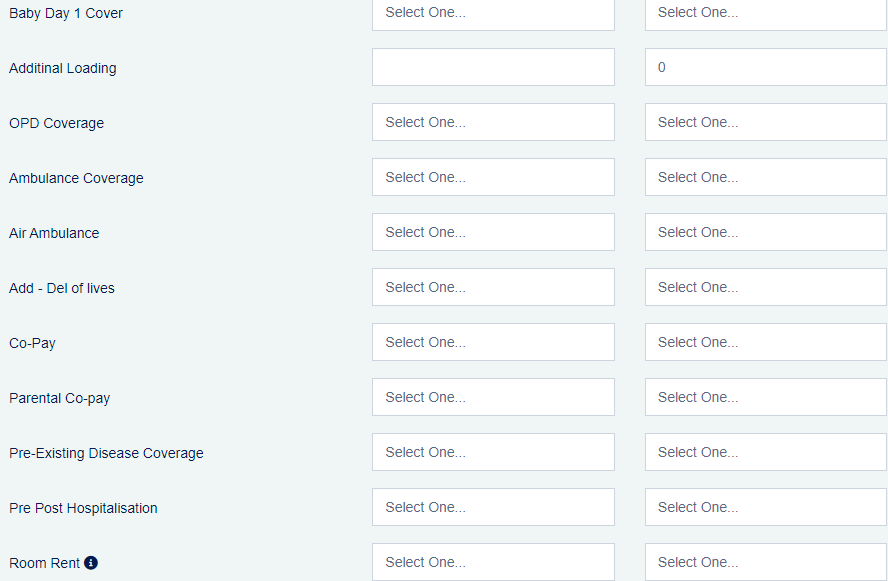 Baby Day 1 Cover Select One... Select One...
Additinal Loading 0
OPD Coverage Select One... Select One...
Ambulance Coverage Select One... Select One...
Air Ambulance Select One... Select One...
Add - Del of lives Select One... Select One...
Co-Pay Select One... Select One...
Parental Co-pay Select One... Select One...
Pre-Existing Disease Coverage Select One... Select One...
Pre Post Hospitalisation Select One... Select One...
Room Rent Select One... Select One...